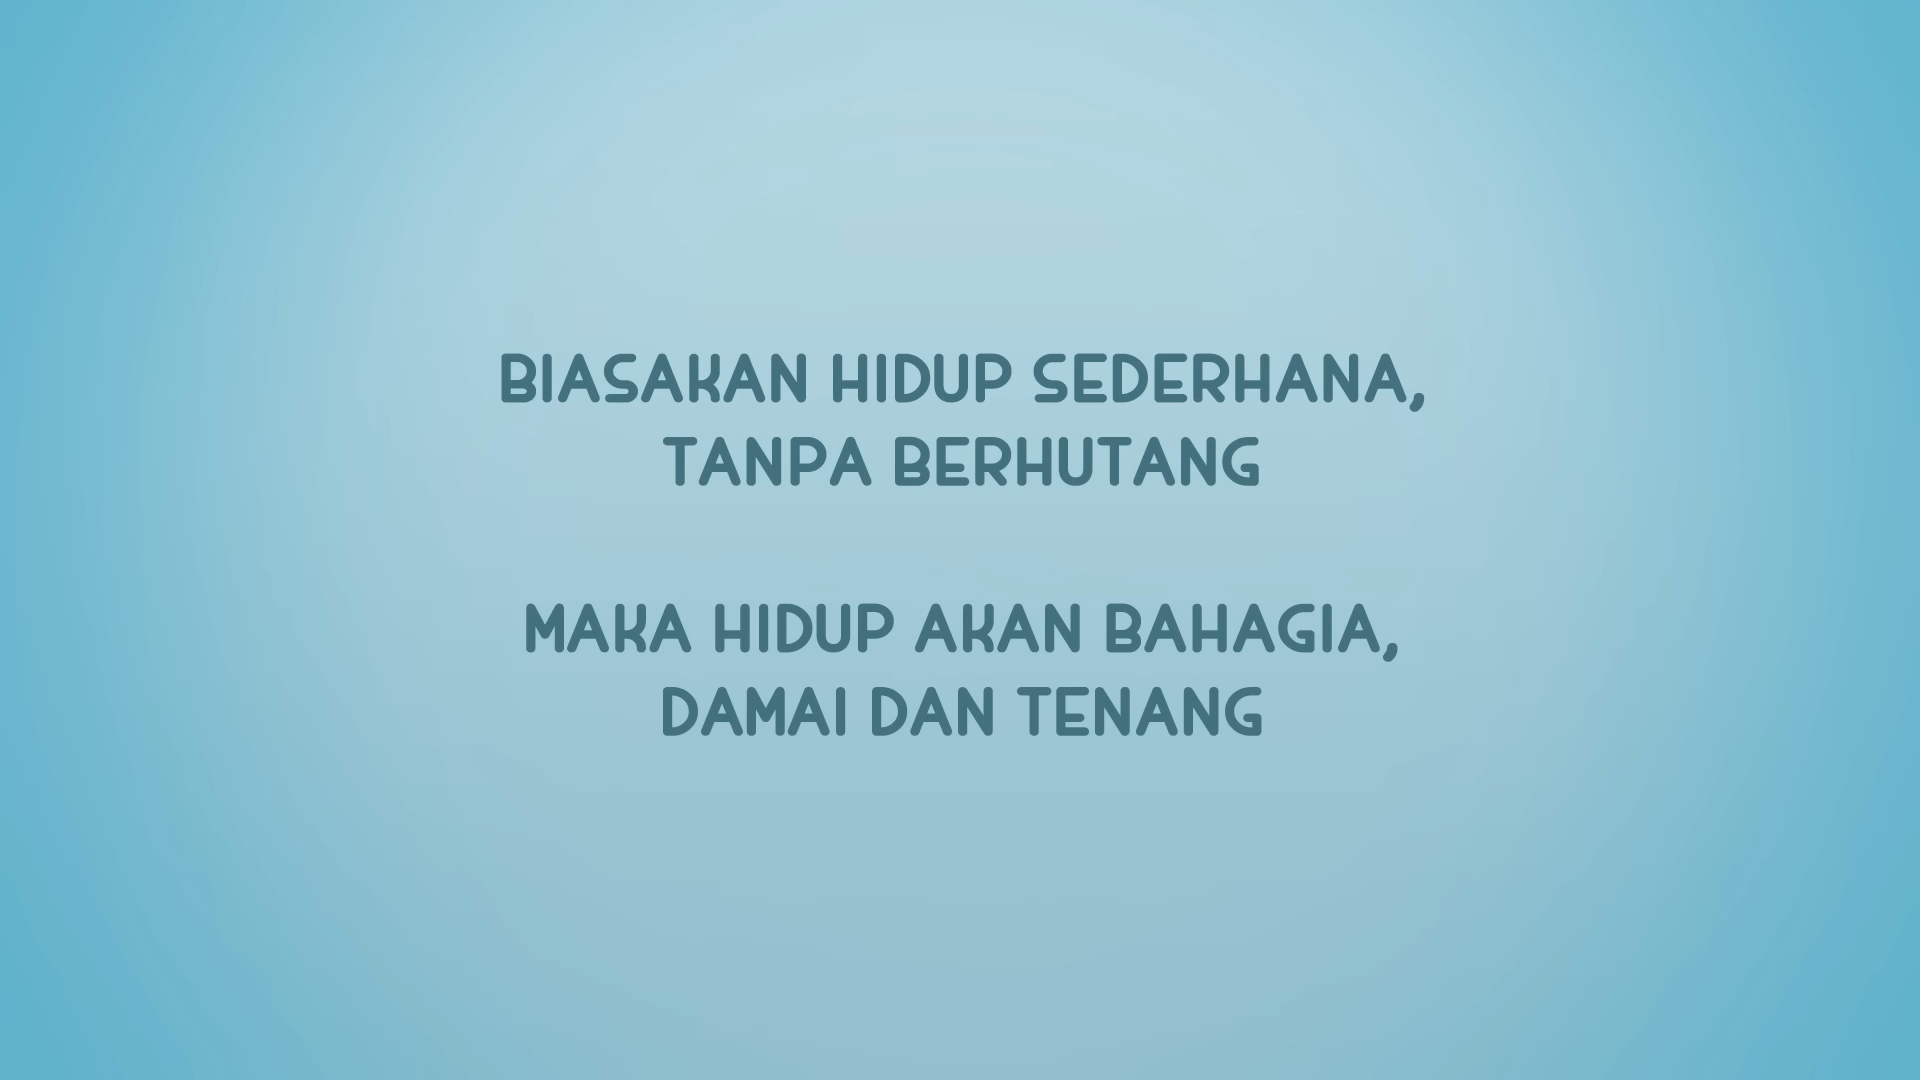 BIASAKAN HIDUP SEDERHANA,
TANPA BERHUTANG
MAKA HIDUP AKAN BAHAGIA,
DAMAI DAN TENANG